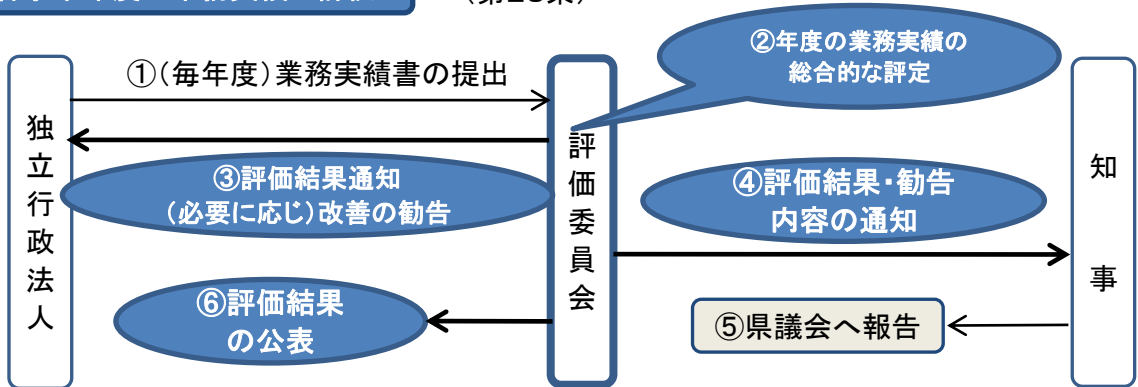 ①(毎年度)業務実績書の提出
②年度の業務実績の
総合的な評定
独立行政法人
評価委員会
知事
③評価結果通知
(必要に応じ)改善の勧告
④評価結果・勧告
内容の通知
⑥評価結果
の公表
⑤県議会へ報告